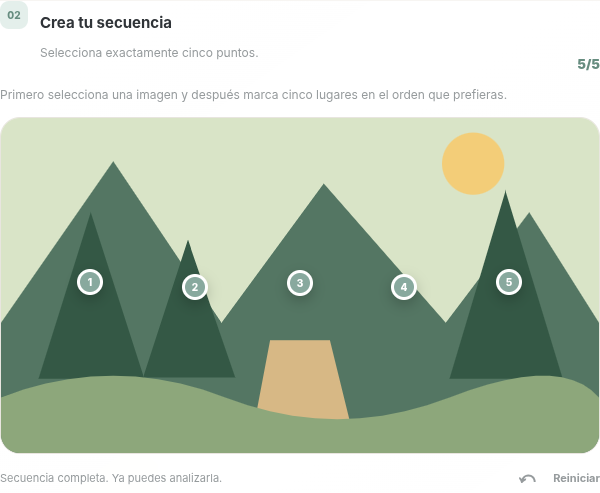 02
Crea tu secuencia
Selecciona exactamente cinco puntos.
5/5
Primero selecciona una imagen y después marca cinco lugares en el orden que prefieras.
1
2
3
4
5
Secuencia completa. Ya puedes analizarla.
Reiniciar